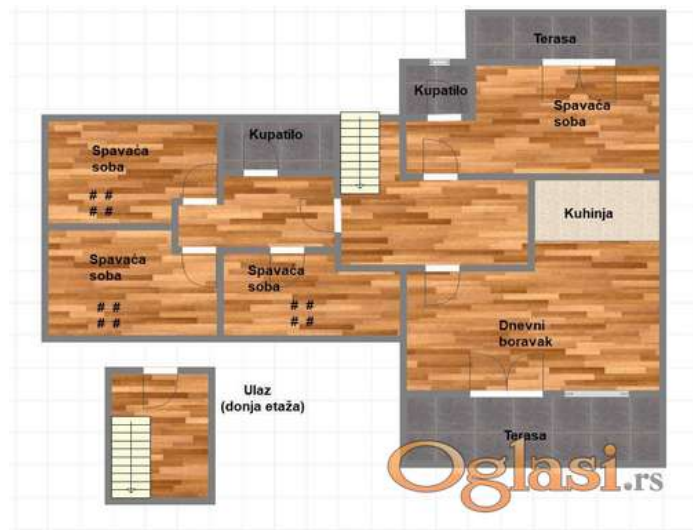 Terasa
Kupatilo
Spavaća
soba
Kupatilo
Spavaća
soba
# #
# #
Kuhinja
Spavaća
soba
# #
# #
Spavaća
soba
# #
# #
Dnevni
boravak
Ulaz
(donja etaža)
Terasa
Oglasi.rs